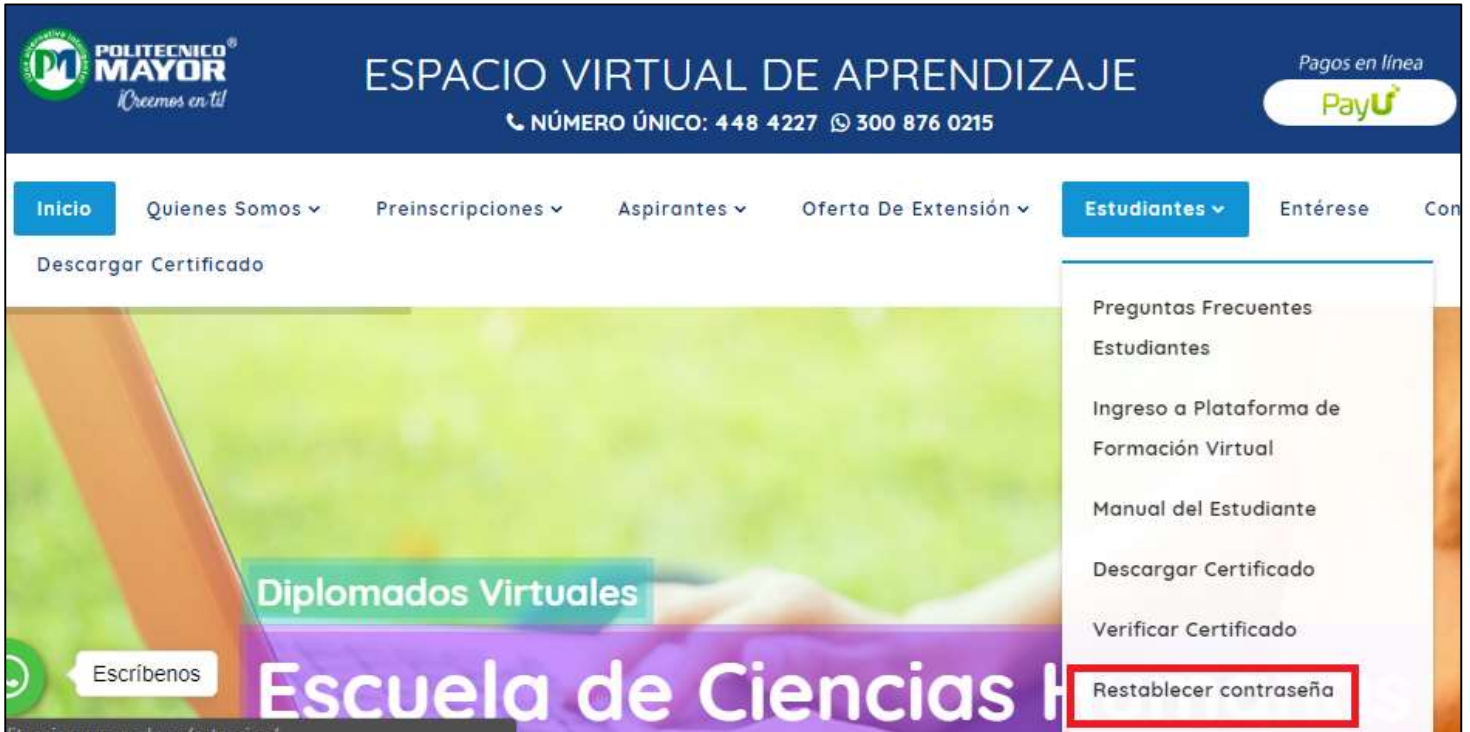 POLITECNICO®
MAYOR
¡Creemos en ti!
ESPACIO VIRTUAL DE APRENDIZAJE
NÚMERO ÚNICO: 448 4227 300 876 0215
Pagos en línea
PayU
Inicio Quienes Somos Preinscripciones Aspirantes Oferta De Extensión Estudiantes Entérese Con
Descargar Certificado
Preguntas Frecuentes
Estudiantes
Ingreso a Plataforma de
Formación Virtual
Manual del Estudiante
Descargar Certificado
Verificar Certificado
Restablecer contraseña
Diplomados Virtuales
Escríbenos
Escuela de Ciencias